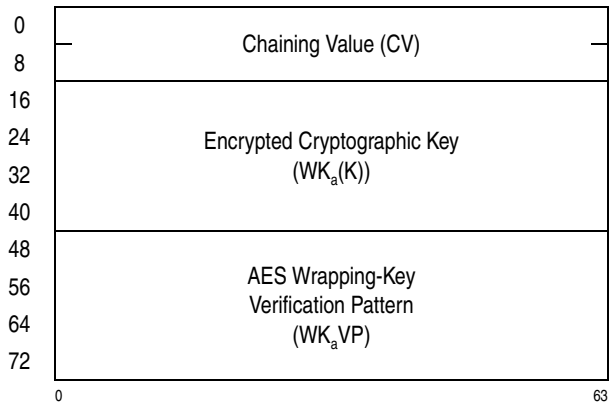 0
Chaining Value (CV)
8
16
24
Encrypted Cryptographic Key
32
(WKₐ(K))
40
48
AES Wrapping-Key
56
Verification Pattern
64
(WKₐVP)
72
0 63